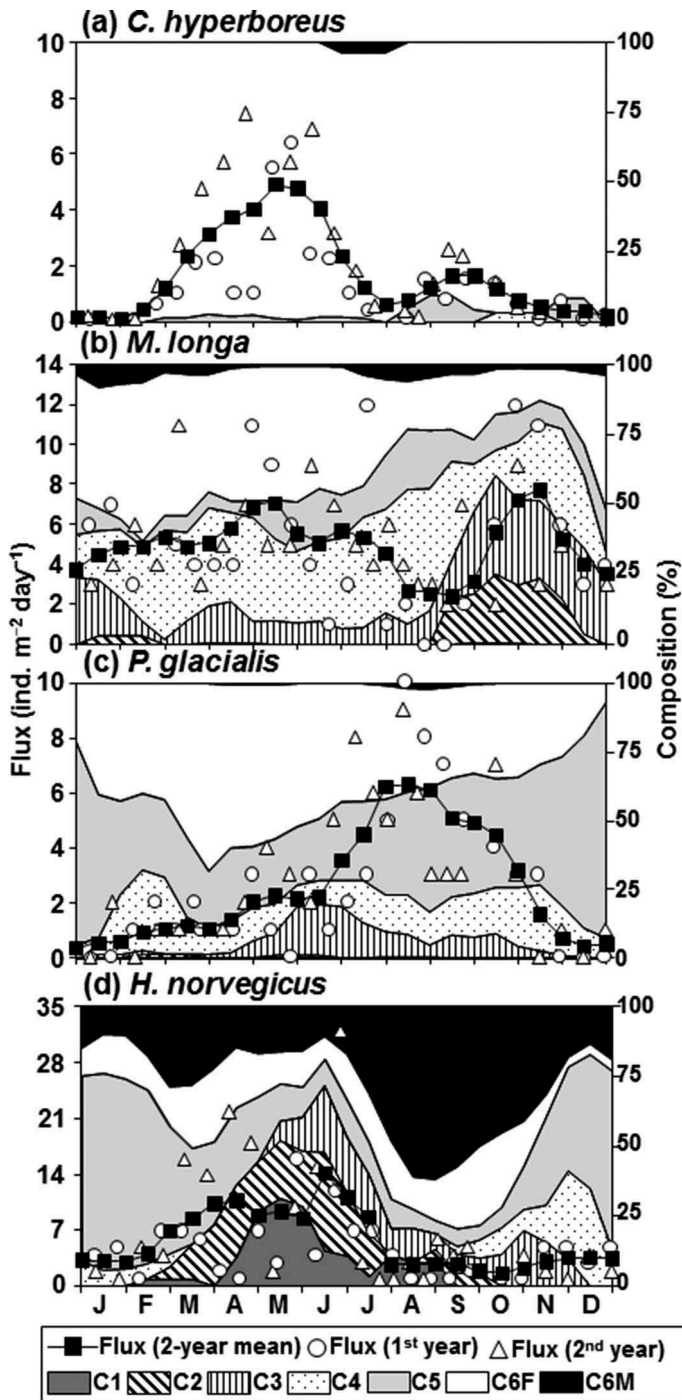 (a) C. hyperboreus
10 100
8 75
6 50
4
2 25
0 0
(b) M. longa
14 100
12
10 75
8
6 50
4
2 25
0 0
Flux (ind. m⁻² day⁻¹)
Composition (%)
(c) P. glacialis
10 100
8 75
6 50
4
2 25
0 0
(d) H. norvegicus
35 100
28 75
21
14 50
7 25
0 0
J F M A M J J A S O N D
Flux (2-year mean) Flux (1st year) Flux (2nd year)
C1 C2 C3 C4 C5 C6F C6M